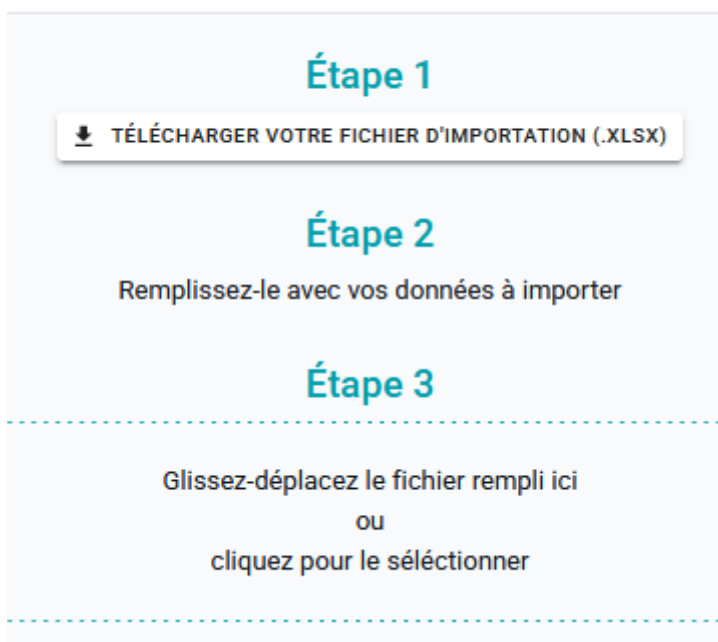 Étape 1
TÉLÉCHARGER VOTRE FICHIER D'IMPORTATION (.XLSX)
Étape 2
Remplissez-le avec vos données à importer
Étape 3
Glissez-déplacez le fichier rempli ici
ou
cliquez pour le séléctionner